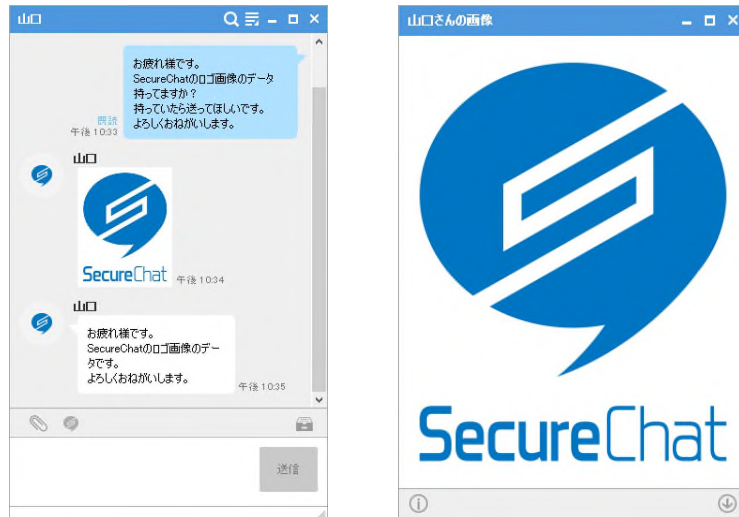 山口
お疲れ様です。
SecureChatのロゴ画像のデータ
持ってますか？
持っていたら送ってほしいです。
よろしくおねがいします。
既読
午後 10:33
山口
SecureChat
午後 10:34
山口
お疲れ様です。
SecureChatのロゴ画像のデー
タです。
よろしくおねがいします。
午後 10:35
送信
山口さんの画像
SecureChat